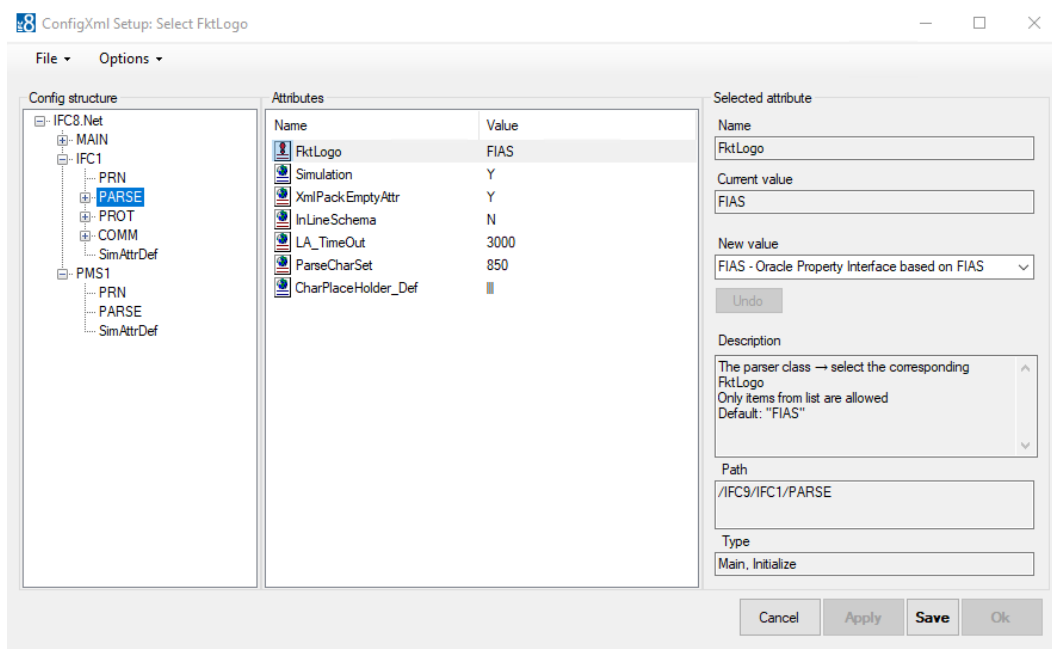 ConfigXml Setup: Select FktLogo
File
Options
Config structure
IFC8.Net
MAIN
IFC1
PRN
PARSE
PROT
COMM
SimAttrDef
PMS1
PRN
PARSE
SimAttrDef
Attributes
Name Value
FktLogo FIAS
Simulation Y
XmlPackEmptyAttr Y
InLineSchema N
LA_TimeOut 3000
ParseCharSet 850
CharPlaceHolder_Def
Selected attribute
Name
FktLogo
Current value
FIAS
New value
FIAS - Oracle Property Interface based on FIAS
Undo
Description
The parser class → select the corresponding
FktLogo
Only items from list are allowed
Default: "FIAS"
Path
/IFC9/IFC1/PARSE
Type
Main, Initialize
Cancel Apply Save Ok